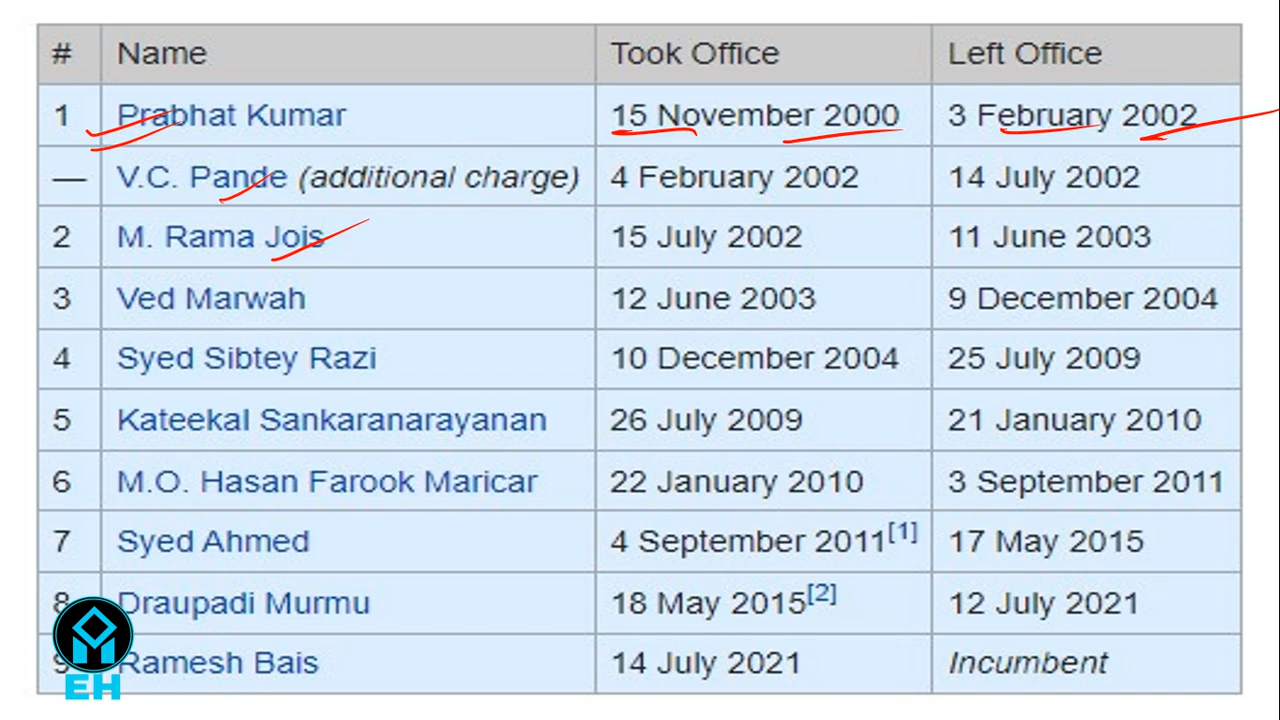 # Name Took Office Left Office
1 Prabhat Kumar 15 November 2000 3 February 2002
— V.C. Pande (additional charge) 4 February 2002 14 July 2002
2 M. Rama Jois 15 July 2002 11 June 2003
3 Ved Marwah 12 June 2003 9 December 2004
4 Syed Sibtey Razi 10 December 2004 25 July 2009
5 Kateekal Sankaranarayanan 26 July 2009 21 January 2010
6 M.O. Hasan Farook Maricar 22 January 2010 3 September 2011
7 Syed Ahmed 4 September 2011[1] 17 May 2015
8 Draupadi Murmu 18 May 2015[2] 12 July 2021
9 Ramesh Bais 14 July 2021 Incumbent
EH